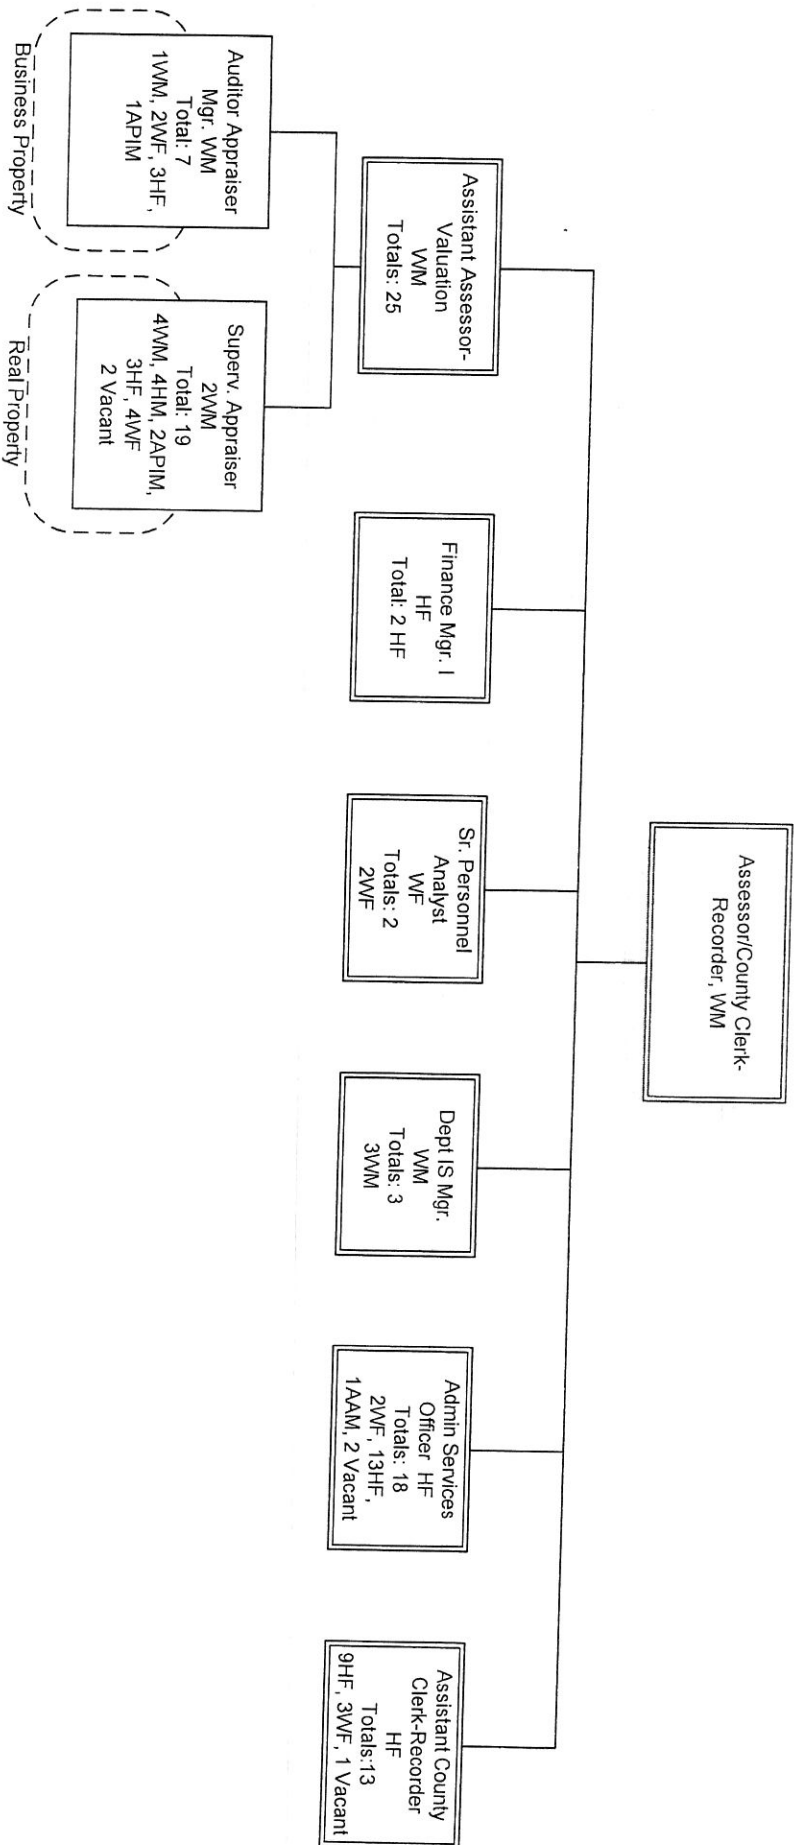 Assessor/County Clerk-
Recorder, WM
Assistant Assessor-
Valuation
WM
Totals: 25
Finance Mgr. I
HF
Total: 2 HF
Sr. Personnel
Analyst
WF
Totals: 2
2WF
Dept IS Mgr.
WM
Totals: 3
3WM
Admin Services
Officer HF
Totals: 18
2WF, 13HF,
1AAM, 2 Vacant
Assistant County
Clerk-Recorder
HF
Totals:13
9HF, 3WF, 1 Vacant
Auditor Appraiser
Mgr. WM
Total: 7
1WM, 2WF, 3HF,
1APIM
Business Property
Superv. Appraiser
2WM
Total: 19
4WM, 4HM, 2APIM,
3HF, 4WF
2 Vacant
Real Property